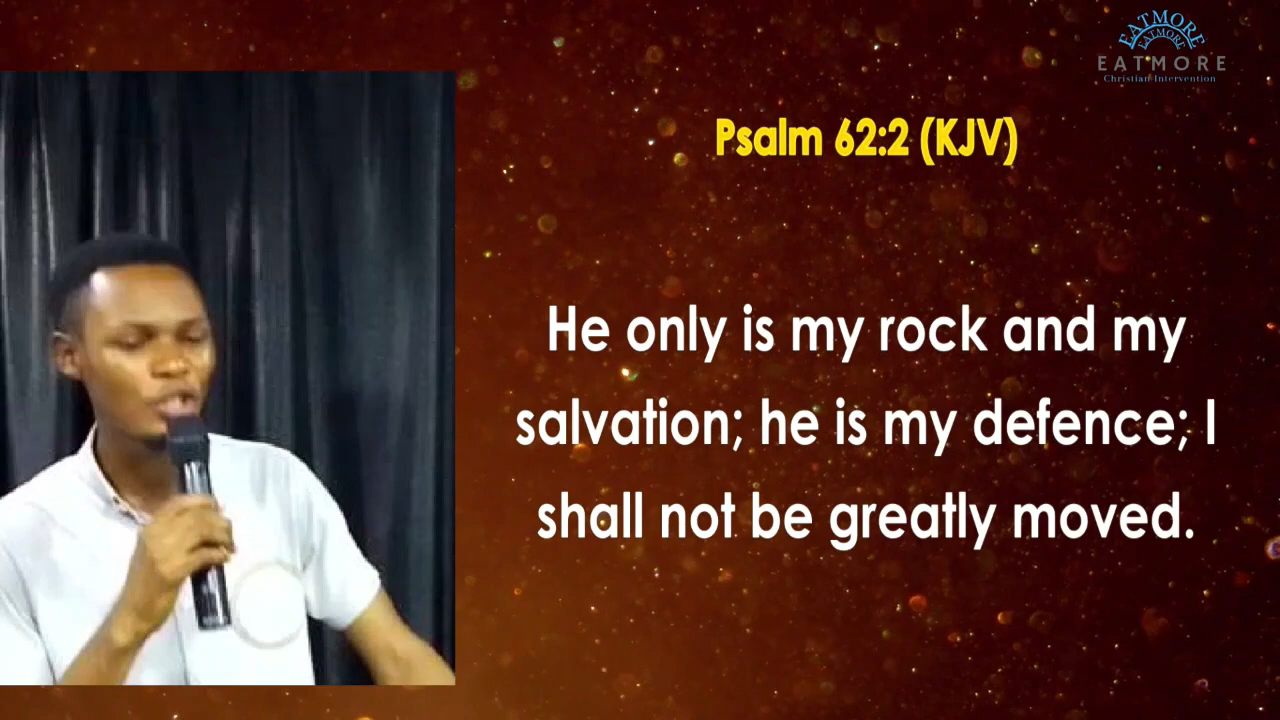 EATMORE
EATMORE
EATMORE
Christian Intervention
Psalm 62:2 (KJV)
He only is my rock and my
salvation; he is my defence; I
shall not be greatly moved.